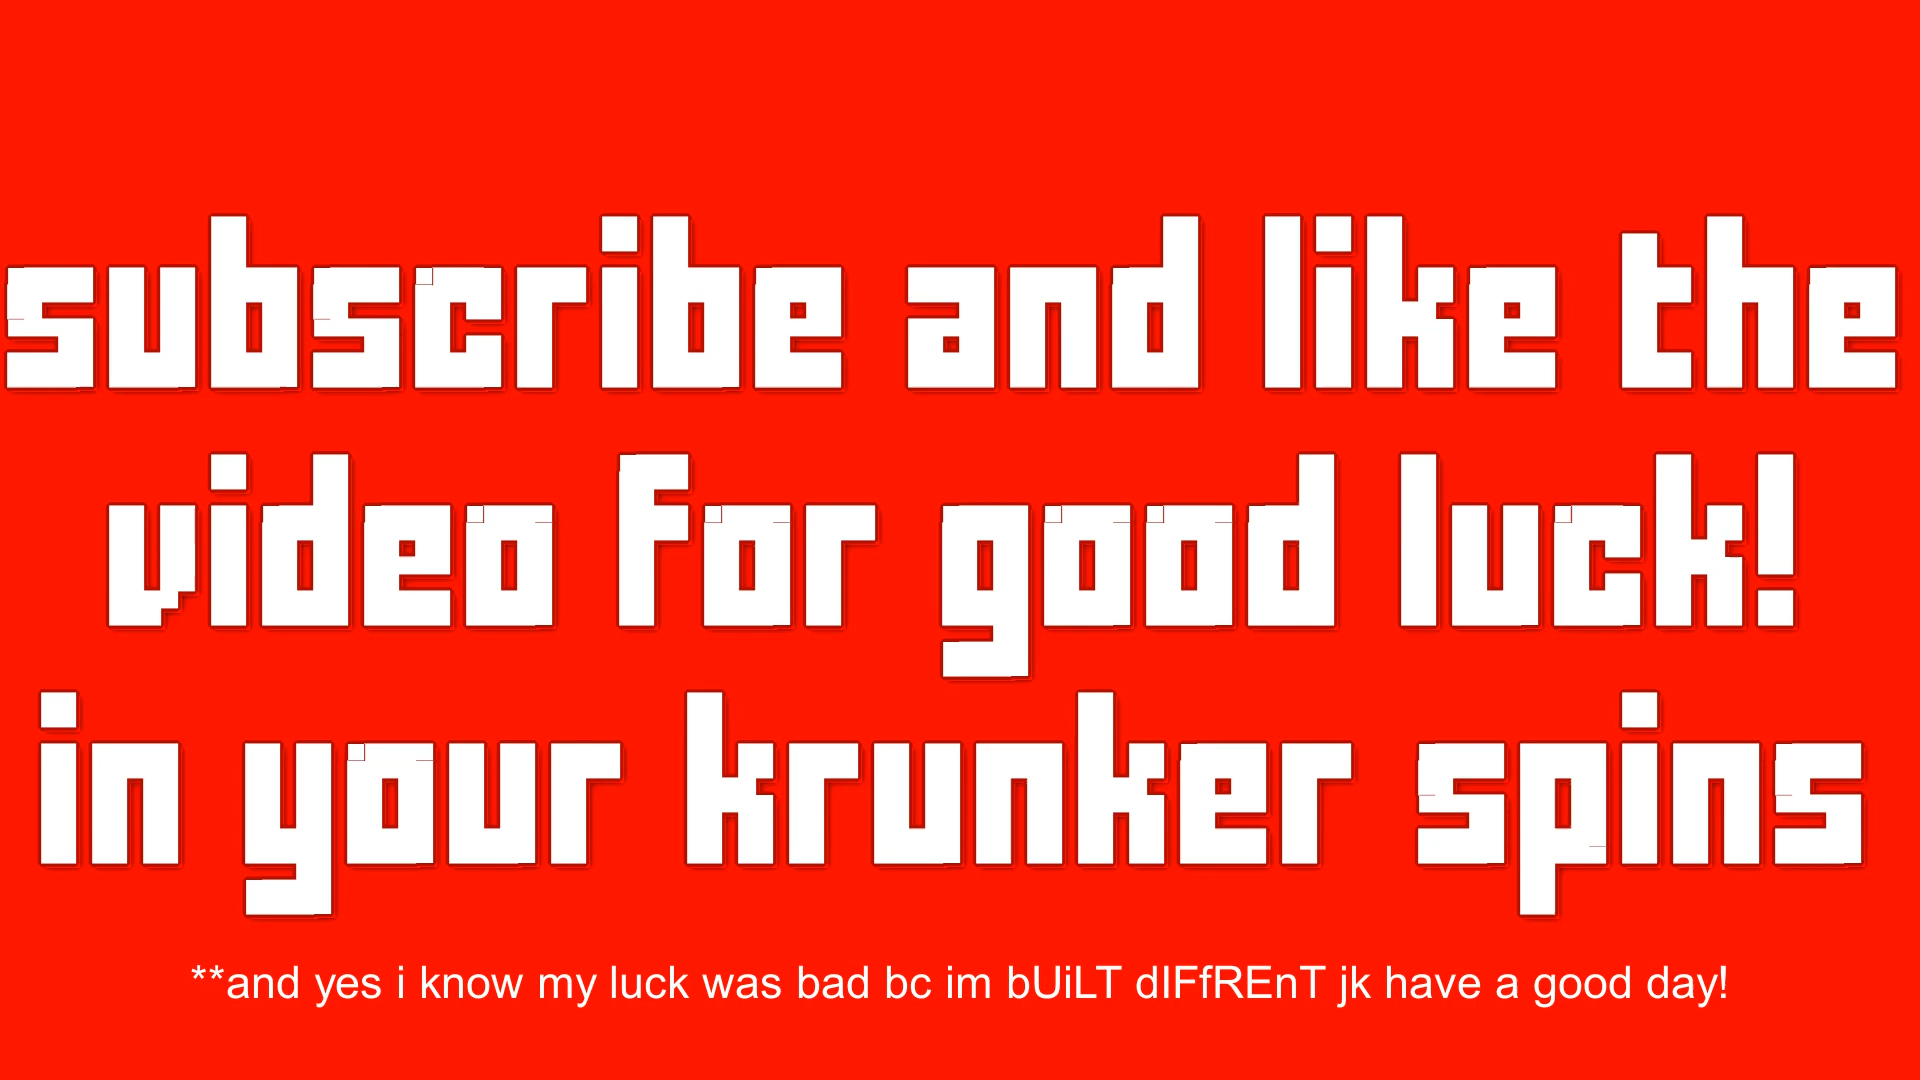 subscribe and like the
video for good luck!
in your krunker spins
**and yes i know my luck was bad bc im bUiLT dIFfREnT jk have a good day!